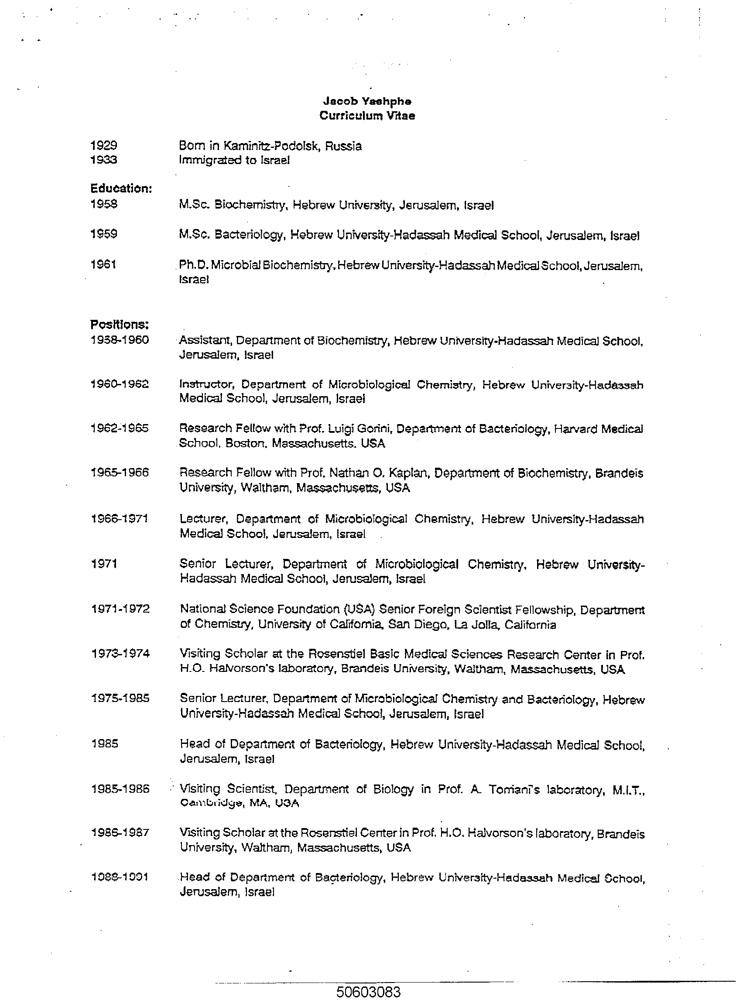 Jacob Yashphe
Curriculum Vitae
1929 Born in Kaminitz-Podolsk, Russia
1933 Immigrated to Israel
Education:
1958 M.Sc. Biochemistry, Hebrew University, Jerusalem, Israel
1959 M.Sc. Bacteriology, Hebrew University-Hadassah Medical School, Jerusalem, Israel
1961 Ph.D. Microbial Biochemistry, Hebrew University-Hadassah Medical School, Jerusalem,
Israel
Positions:
1958-1960 Assistant, Department of Biochemistry, Hebrew University-Hadassah Medical School,
Jerusalem, Israel
1960-1962 Instructor, Department of Microbiological Chemistry, Hebrew University-Hadassah
Medical School, Jerusalem, Israel
1962-1965 Research Fellow with Prof. Luigi Gorini, Department of Bacteriology, Harvard Medical
School, Boston, Massachusetts, USA
1965-1966 Research Fellow with Prof. Nathan O. Kaplan, Department of Biochemistry, Brandeis
University, Waltham, Massachusetts, USA
1966-1971 Lecturer, Department of Microbiological Chemistry, Hebrew University-Hadassah
Medical School, Jerusalem, Israel
1971 Senior Lecturer, Department of Microbiological Chemistry, Hebrew University-
Hadassah Medical School, Jerusalem, Israel
1971-1972 National Science Foundation (USA) Senior Foreign Scientist Fellowship, Department
of Chemistry, University of California, San Diego, La Jolla, California
1973-1974 Visiting Scholar at the Rosenstiel Basic Medical Sciences Research Center in Prof.
H.O. Halvorson's laboratory, Brandeis University, Waltham, Massachusetts, USA
1975-1985 Senior Lecturer, Department of Microbiological Chemistry and Bacteriology, Hebrew
University-Hadassah Medical School, Jerusalem, Israel
1985 Head of Department of Bacteriology, Hebrew University-Hadassah Medical School,
Jerusalem, Israel
1985-1986 Visiting Scientist, Department of Biology in Prof. A. Torriani's laboratory, M.I.T.,
Cambridge, MA, USA
1986-1987 Visiting Scholar at the Rosenstiel Center in Prof. H.O. Halvorson's laboratory, Brandeis
University, Waltham, Massachusetts, USA
1988-1991 Head of Department of Bacteriology, Hebrew University-Hadassah Medical School,
Jerusalem, Israel
50603083